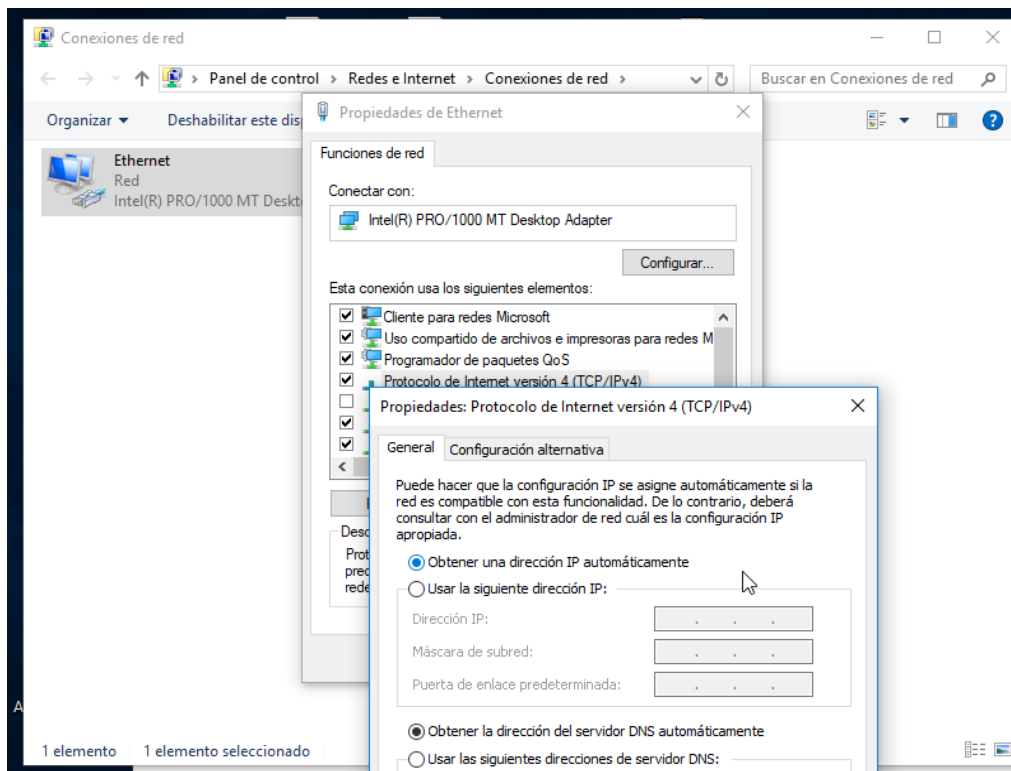 Conexiones de red
Panel de control > Redes e Internet > Conexiones de red >
Buscar en Conexiones de red
Organizar
Deshabilitar este dis
Ethernet
Red
Intel(R) PRO/1000 MT Deskt
Propiedades de Ethernet
Funciones de red
Conectar con:
Intel(R) PRO/1000 MT Desktop Adapter
Configurar...
Esta conexión usa los siguientes elementos:
Cliente para redes Microsoft
Uso compartido de archivos e impresoras para redes M
Programador de paquetes QoS
Protocolo de Internet versión 4 (TCP/IPv4)
Desc
Prot
prec
rede
Propiedades: Protocolo de Internet versión 4 (TCP/IPv4)
General
Configuración alternativa
Puede hacer que la configuración IP se asigne automáticamente si la
red es compatible con esta funcionalidad. De lo contrario, deberá
consultar con el administrador de red cuál es la configuración IP
apropiada.
Obtener una dirección IP automáticamente
Usar la siguiente dirección IP:
Dirección IP:
Máscara de subred:
Puerta de enlace predeterminada:
Obtener la dirección del servidor DNS automáticamente
Usar las siguientes direcciones de servidor DNS:
A
1 elemento
1 elemento seleccionado